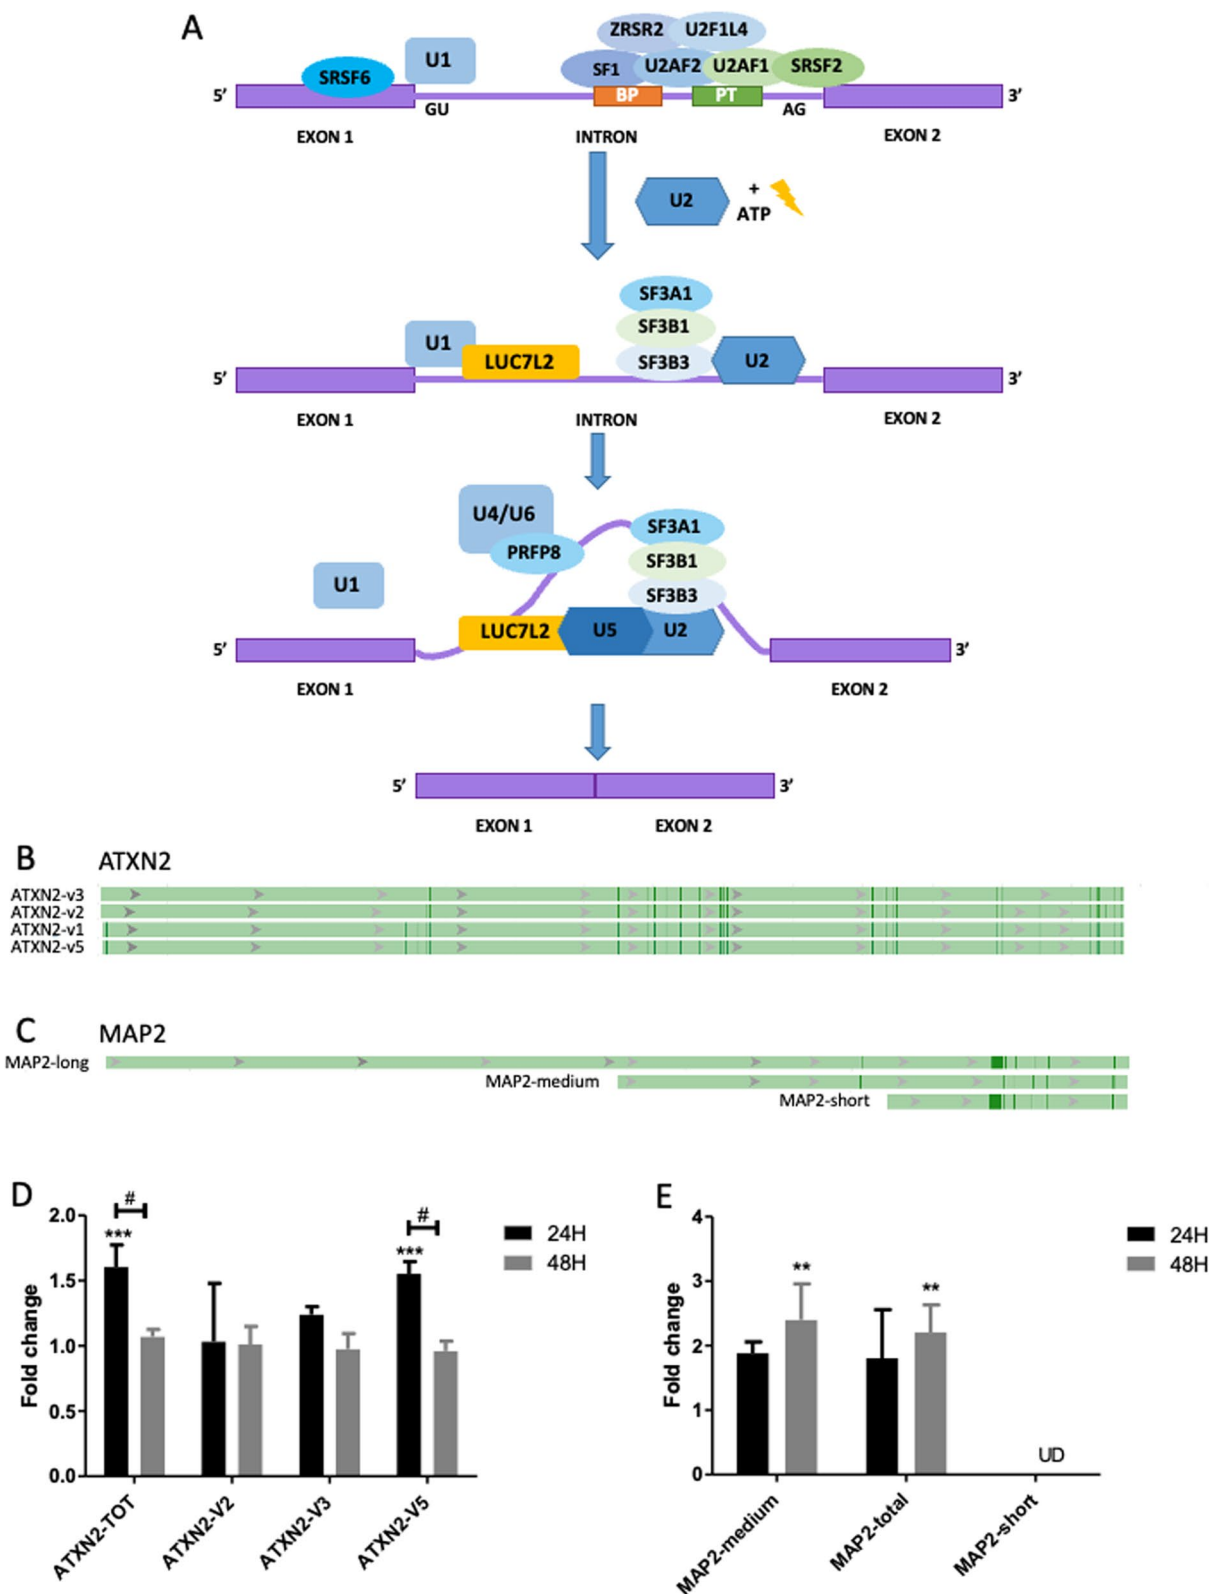 A
ZRSR2 U2F1L4
SRSF6 U1 SF1 U2AF2 U2AF1 SRSF2
5’ BP PT 3’
GU AG
EXON 1 INTRON EXON 2
U2 + ATP
SF3A1
SF3B1
U1 LUC7L2 SF3B3 U2
5’ 3’
EXON 1 INTRON EXON 2
U4/U6 SF3A1
PRFP8 SF3B1
U1 SF3B3
LUC7L2 U5 U2
5’ 3’
EXON 1 EXON 2
5’ 3’
EXON 1 EXON 2
B ATXN2
ATXN2-v3
ATXN2-v2
ATXN2-v1
ATXN2-v5
C MAP2
MAP2-long
MAP2-medium
MAP2-short
D
# #
*** ***
24H
48H
Fold change
2.0
1.5
1.0
0.5
0.0
ATXN2-TOT ATXN2-V2 ATXN2-V3 ATXN2-V5
E
** **
24H
48H
Fold change
4
3
2
1
0
UD
MAP2-medium MAP2-total MAP2-short